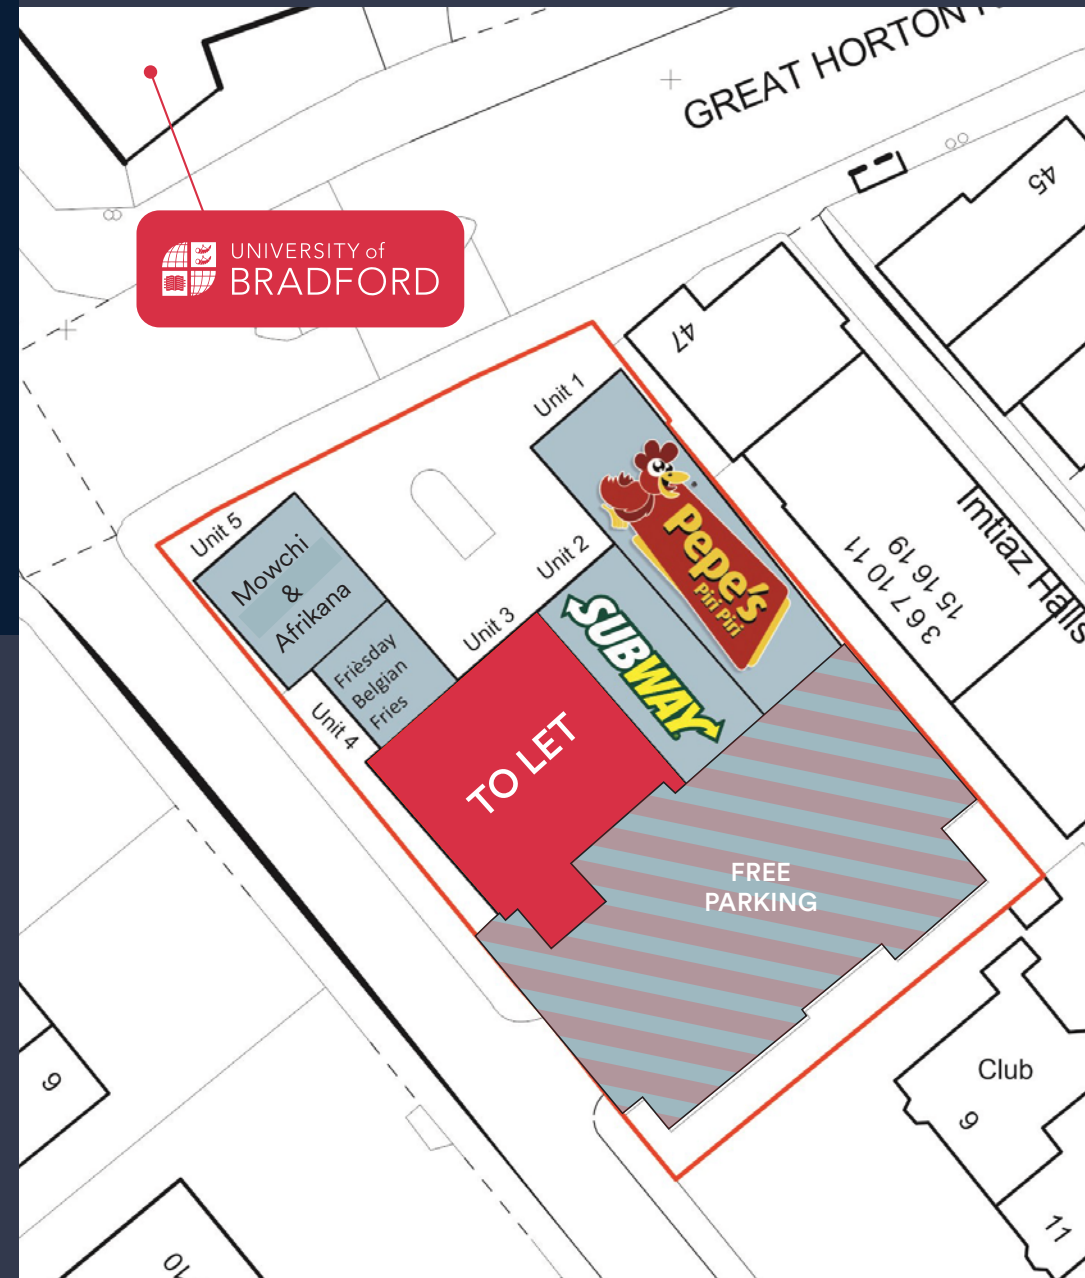 GREAT HORTON
45
UNIVERSITY of
BRADFORD
47
Unit 1
Pepe's
Piri Piri
Unit 5
Mowchi
&
Afrikana
Unit 2
SUBWAY
Unit 3
Frièsday
Belgian
Fries
Unit 4
TO LET
Imtiaz Halls
3 6 7 10 11
15 16 19
FREE
PARKING
Club
9
11
9
10